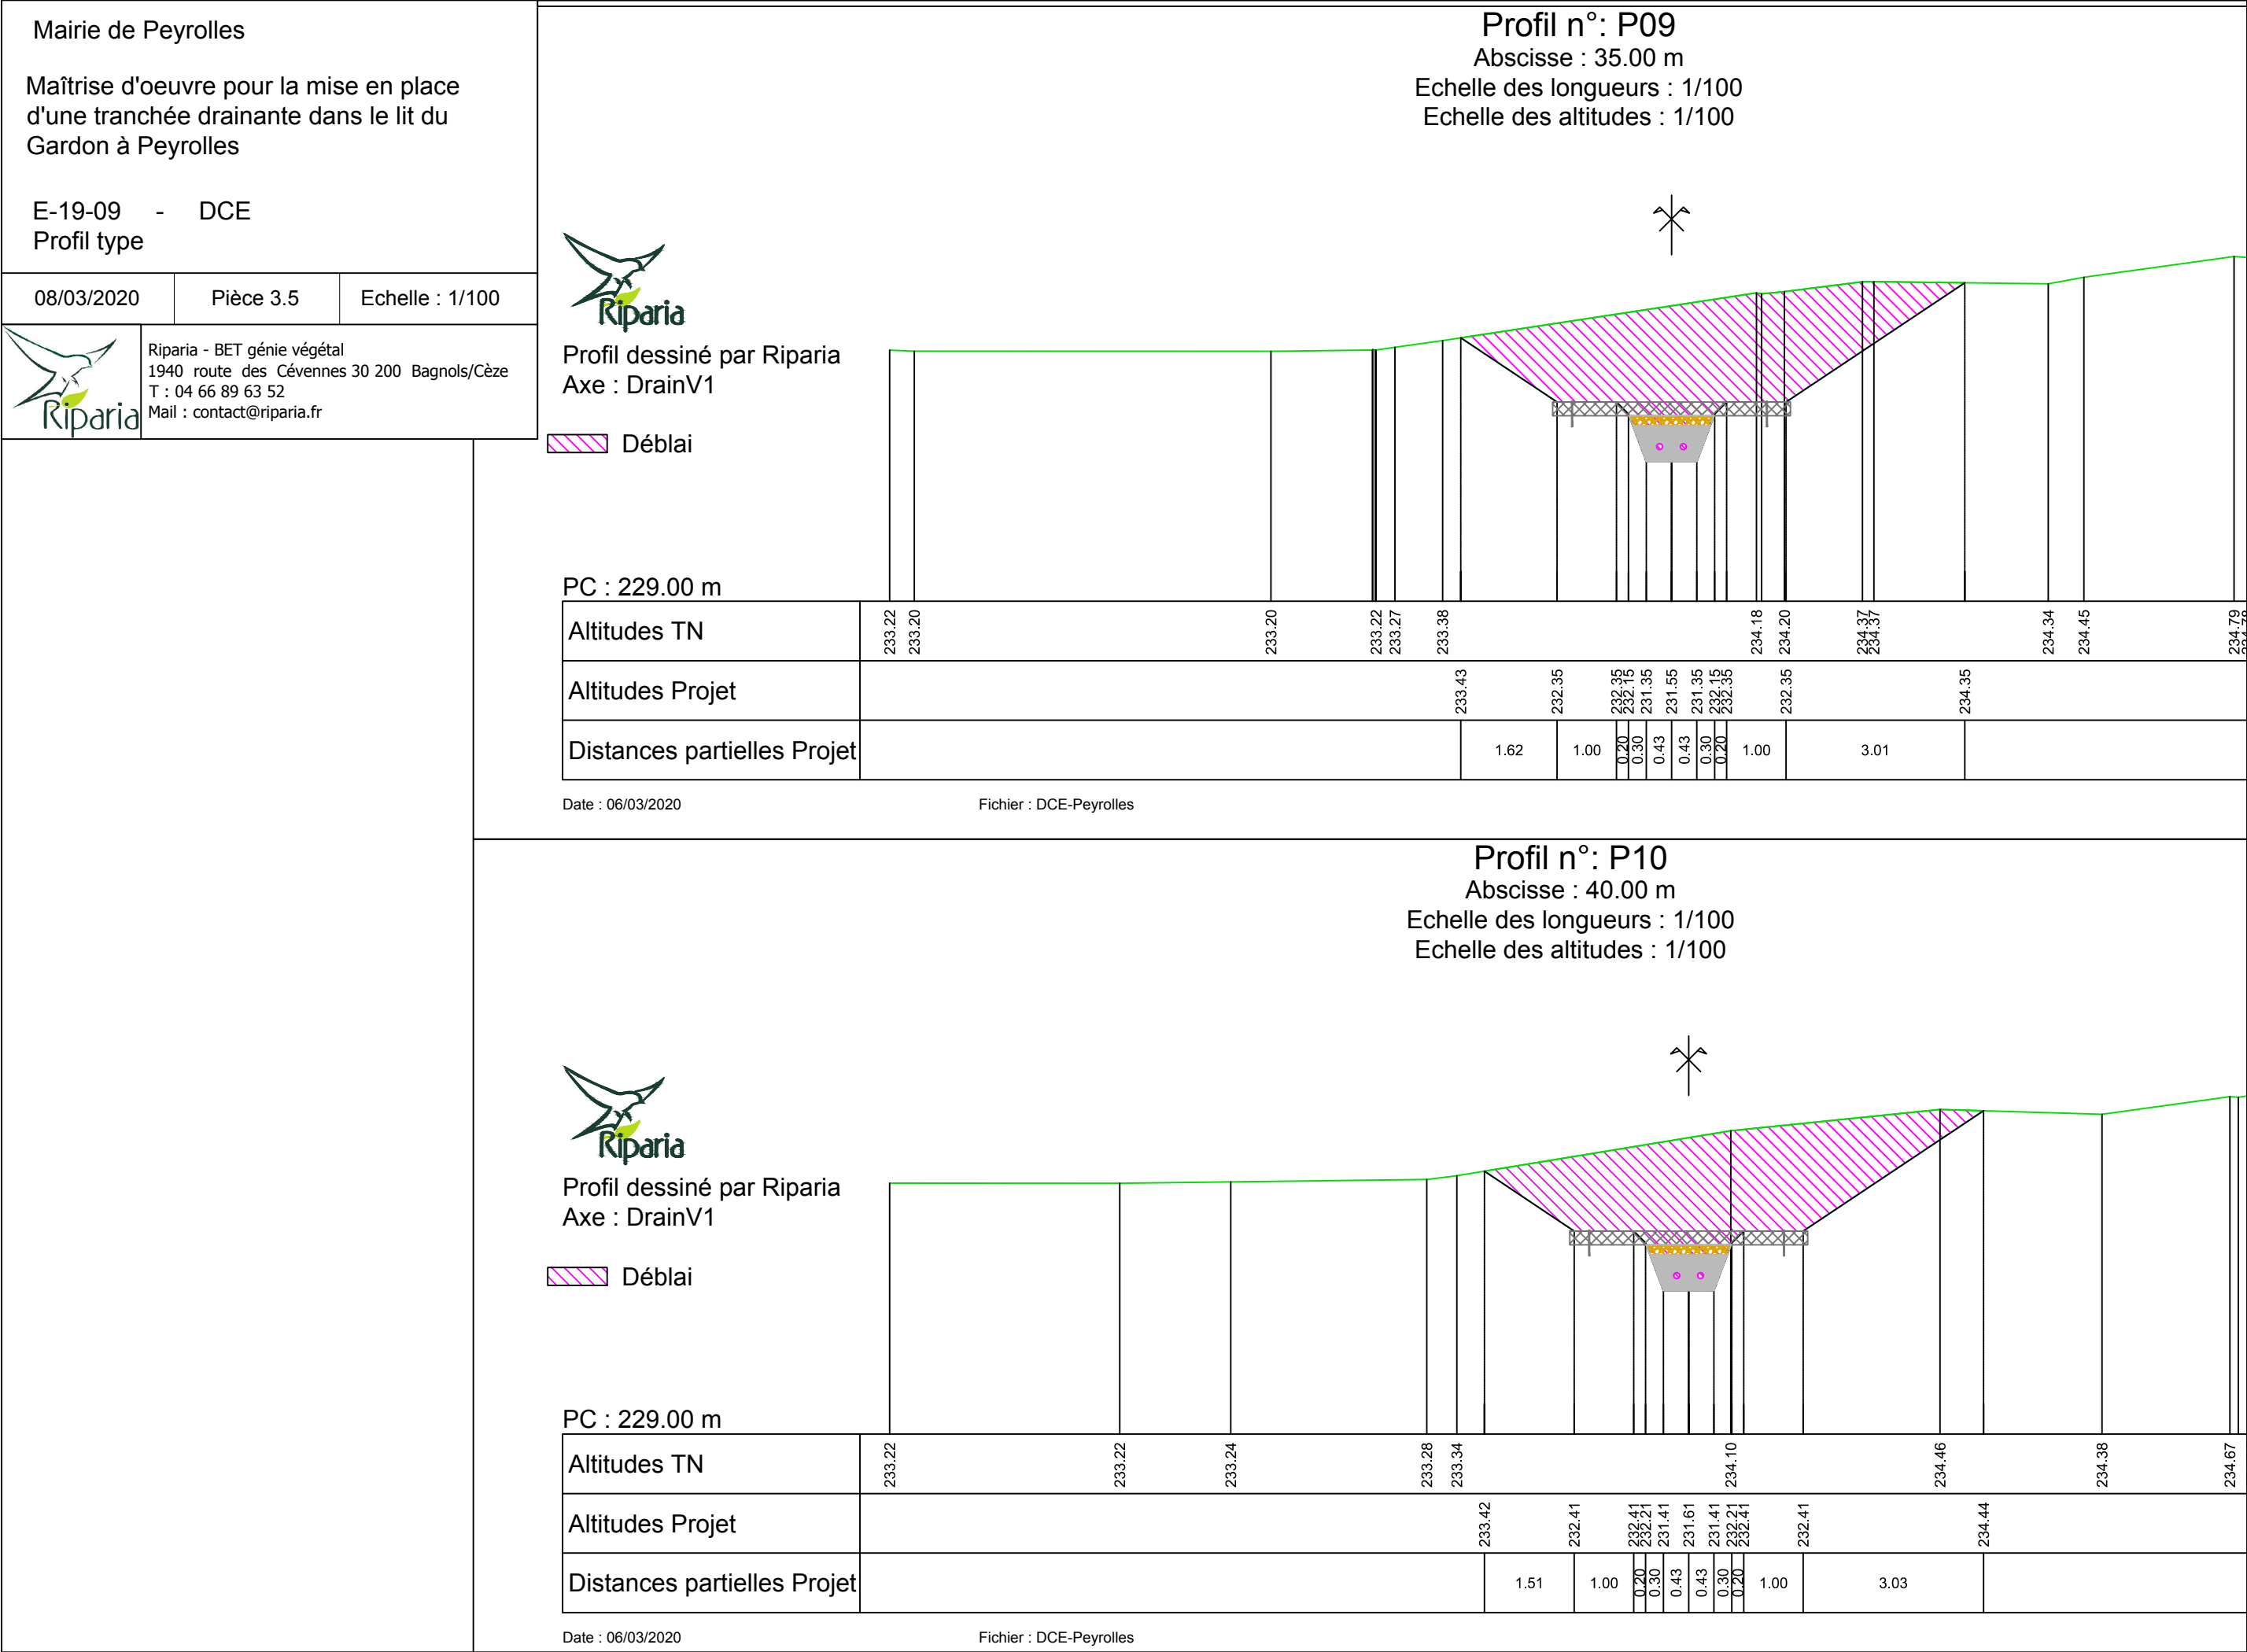 Mairie de Peyrolles
Maîtrise d'oeuvre pour la mise en place
d'une tranchée drainante dans le lit du
Gardon à Peyrolles
E-19-09 - DCE
Profil type
08/03/2020 Pièce 3.5 Echelle : 1/100
Riparia
Riparia - BET génie végétal
1940 route des Cévennes 30 200 Bagnols/Cèze
T : 04 66 89 63 52
Mail : contact@riparia.fr
Profil n°: P09
Abscisse : 35.00 m
Echelle des longueurs : 1/100
Echelle des altitudes : 1/100
Riparia
Profil dessiné par Riparia
Axe : DrainV1
Déblai
PC : 229.00 m
Altitudes TN 233.22 233.20 233.20 233.22 233.27 233.38 234.18 234.20 234.37 234.37 234.34 234.45 234.79
Altitudes Projet 233.43 232.35 232.35 232.15 231.35 231.55 231.35 232.15 232.35 232.35 234.35
Distances partielles Projet 1.62 1.00 0.20 0.30 0.43 0.43 0.30 0.20 1.00 3.01
Date : 06/03/2020 Fichier : DCE-Peyrolles
Profil n°: P10
Abscisse : 40.00 m
Echelle des longueurs : 1/100
Echelle des altitudes : 1/100
Riparia
Profil dessiné par Riparia
Axe : DrainV1
Déblai
PC : 229.00 m
Altitudes TN 233.22 233.22 233.24 233.28 233.34 234.10 234.46 234.38 234.67
Altitudes Projet 233.42 232.41 232.41 232.21 231.41 231.61 231.41 232.21 232.41 232.41 234.44
Distances partielles Projet 1.51 1.00 0.20 0.30 0.43 0.43 0.30 0.20 1.00 3.03
Date : 06/03/2020 Fichier : DCE-Peyrolles